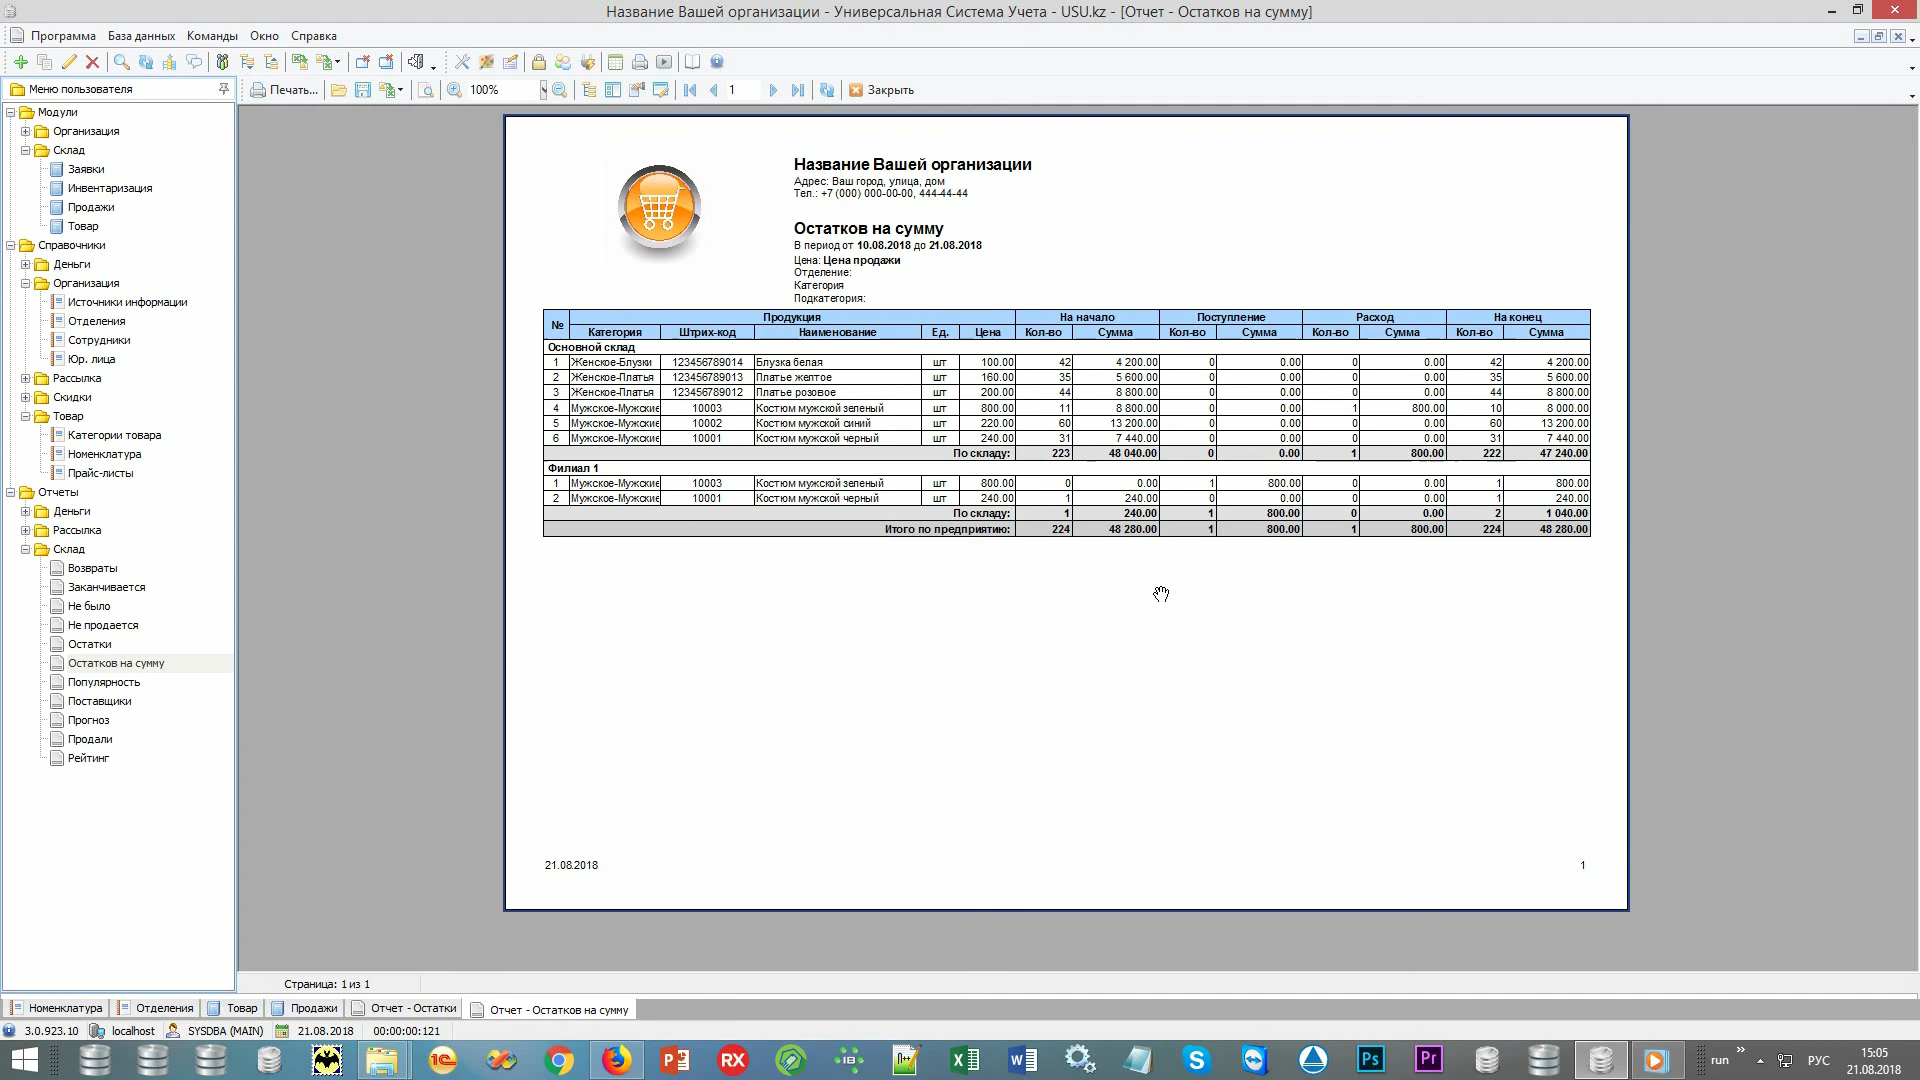 Название Вашей организации - Универсальная Система Учета - USU.kz - [Отчет - Остатков на сумму]
Программа База данных Команды Окно Справка
Меню пользователя
Печать... 100% 1 Закрыть
Модули
Организация
Склад
Заявки
Инвентаризация
Продажи
Товар
Справочники
Деньги
Организация
Источники информации
Отделения
Сотрудники
Юр. лица
Рассылка
Скидки
Товар
Категории товара
Номенклатура
Прайс-листы
Отчеты
Деньги
Рассылка
Склад
Возвраты
Заканчивается
Не было
Не продается
Остатки
Остатков на сумму
Популярность
Поставщики
Прогноз
Продали
Рейтинг
Название Вашей организации
Адрес: Ваш город, улица, дом
Тел.: +7 (000) 000-00-00, 444-44-44
Остатков на сумму
В период от 10.08.2018 до 21.08.2018
Цена: Цена продажи
Отделение:
Категория
Подкатегория:
№ Продукция На начало Поступление Расход На конец
Категория Штрих-код Наименование Ед. Цена Кол-во Сумма Кол-во Сумма Кол-во Сумма Кол-во Сумма
Основной склад
1 Женское-Блузки 123456789014 Блузка белая шт 100.00 42 4 200.00 0 0.00 0 0.00 42 4 200.00
2 Женское-Платья 123456789013 Платье желтое шт 160.00 35 5 600.00 0 0.00 0 0.00 35 5 600.00
3 Женское-Платья 123456789012 Платье розовое шт 200.00 44 8 800.00 0 0.00 0 0.00 44 8 800.00
4 Мужское-Мужские 10003 Костюм мужской зеленый шт 800.00 11 8 800.00 0 0.00 1 800.00 10 8 000.00
5 Мужское-Мужские 10002 Костюм мужской синий шт 220.00 60 13 200.00 0 0.00 0 0.00 60 13 200.00
6 Мужское-Мужские 10001 Костюм мужской черный шт 240.00 31 7 440.00 0 0.00 0 0.00 31 7 440.00
По складу: 223 48 040.00 0 0.00 1 800.00 222 47 240.00
Филиал 1
1 Мужское-Мужские 10003 Костюм мужской зеленый шт 800.00 0 0.00 1 800.00 0 0.00 1 800.00
2 Мужское-Мужские 10001 Костюм мужской черный шт 240.00 1 240.00 0 0.00 0 0.00 1 240.00
По складу: 1 240.00 1 800.00 0 0.00 2 1 040.00
Итого по предприятию: 224 48 280.00 1 800.00 1 800.00 224 48 280.00
21.08.2018 1
Страница: 1 из 1
Номенклатура Отделения Товар Продажи Отчет - Остатки Отчет - Остатков на сумму
3.0.923.10 localhost SYSDBA (MAIN) 21.08.2018 00:00:00:121
1С P RX IB n++ X W S Ps Pr run РУС 15:05
21.08.2018